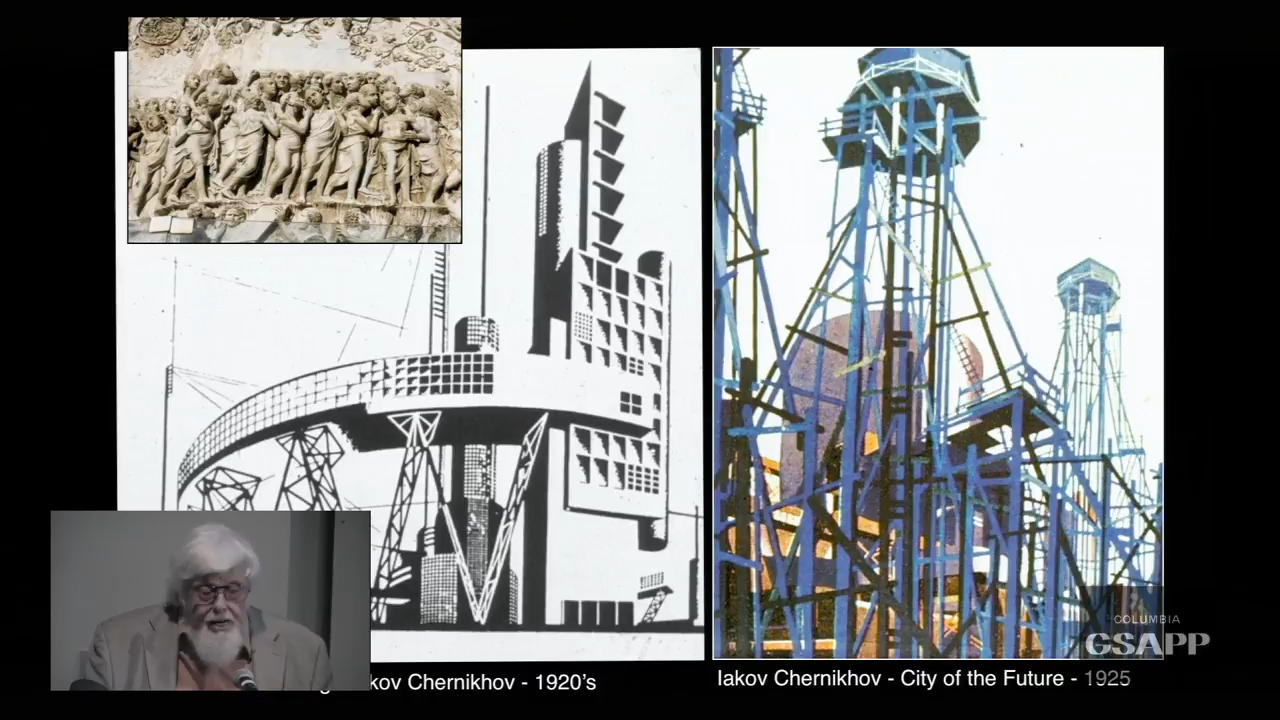 kov Chernikhov - 1920's
Iakov Chernikhov - City of the Future - 1925
COLUMBIA
GSAPP